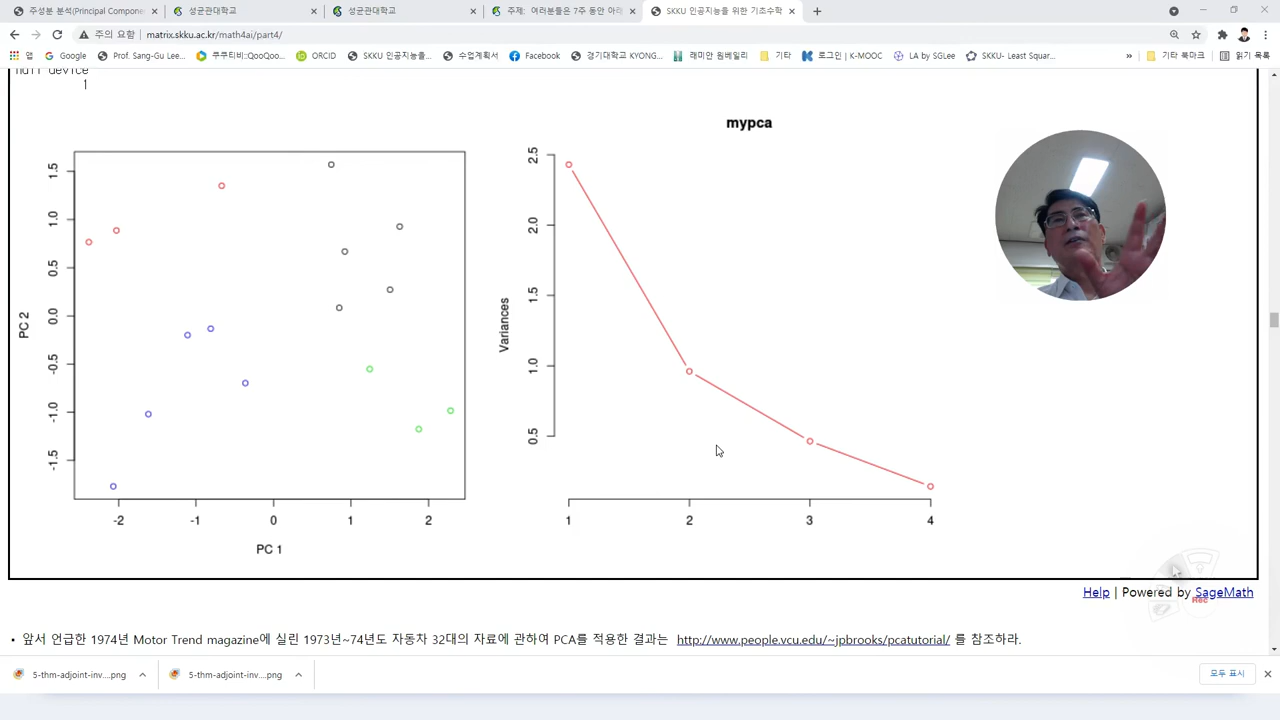 주성분 분석(Principal Compone
성균관대학교
성균관대학교
주제: 여러분들은 7주 동안 아래
SKKU 인공지능을 위한 기초수학
주의 요함
matrix.skku.ac.kr/math4ai/part4/
앱
Google
Prof. Sang-Gu Lee...
쿠쿠티비::QooQoo...
ORCID
SKKU 인공지능을...
수업계획서
Facebook
경기대학교 KYONG...
래미안 원베일리
기타
로그인 | K-MOOC
LA by SGLee
SKKU- Least Squar...
»
기타 북마크
읽기 목록
null device
1
mypca
1.5
1.0
0.5
0.0
-0.5
-1.0
-1.5
PC 2
-2
-1
0
1
2
PC 1
2.5
2.0
1.5
1.0
0.5
Variances
1
2
3
4
Help | Powered by SageMath
Rec
• 앞서 언급한 1974년 Motor Trend magazine에 실린 1973년~74년도 자동차 32대의 자료에 관하여 PCA를 적용한 결과는 http://www.people.vcu.edu/~jpbrooks/pcatutorial/ 를 참조하라.
5-thm-adjoint-inv....png
5-thm-adjoint-inv....png
모두 표시